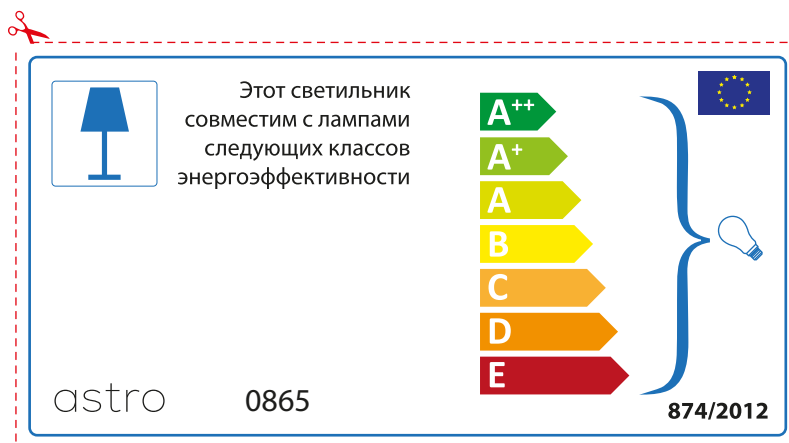 Этот светильник
совместим с лампами
следующих классов
энергоэффективности
A++
A+
A
B
C
D
E
astro
0865
874/2012